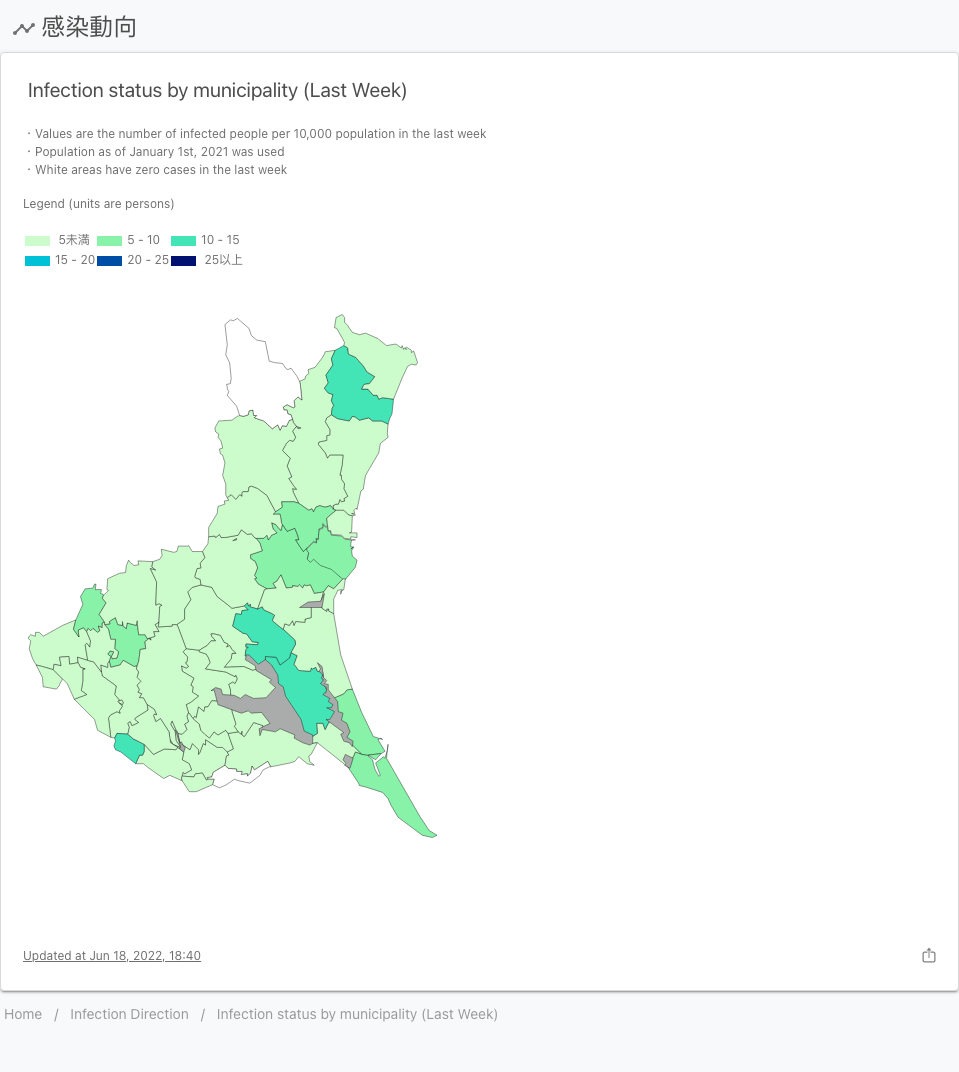 感染動向
Infection status by municipality (Last Week)
・Values are the number of infected people per 10,000 population in the last week
・Population as of January 1st, 2021 was used
・White areas have zero cases in the last week
Legend (units are persons)
5未満 5 - 10 10 - 15
15 - 20 20 - 25 25以上
Updated at Jun 18, 2022, 18:40
Home / Infection Direction / Infection status by municipality (Last Week)